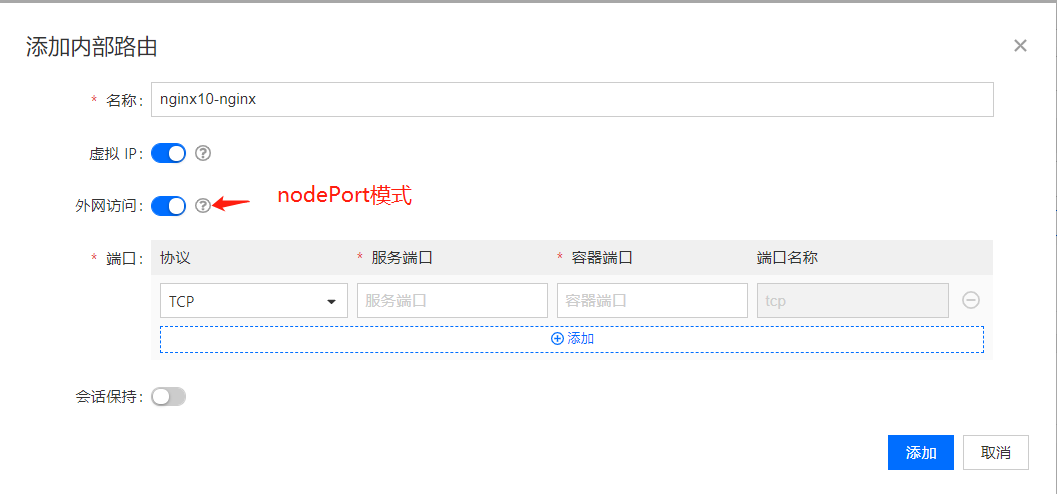 添加内部路由
* 名称: nginx10-nginx
虚拟 IP:
外网访问: nodePort模式
* 端口: 协议 * 服务端口 * 容器端口 端口名称
TCP 服务端口 容器端口 tcp
添加
会话保持:
添加 取消